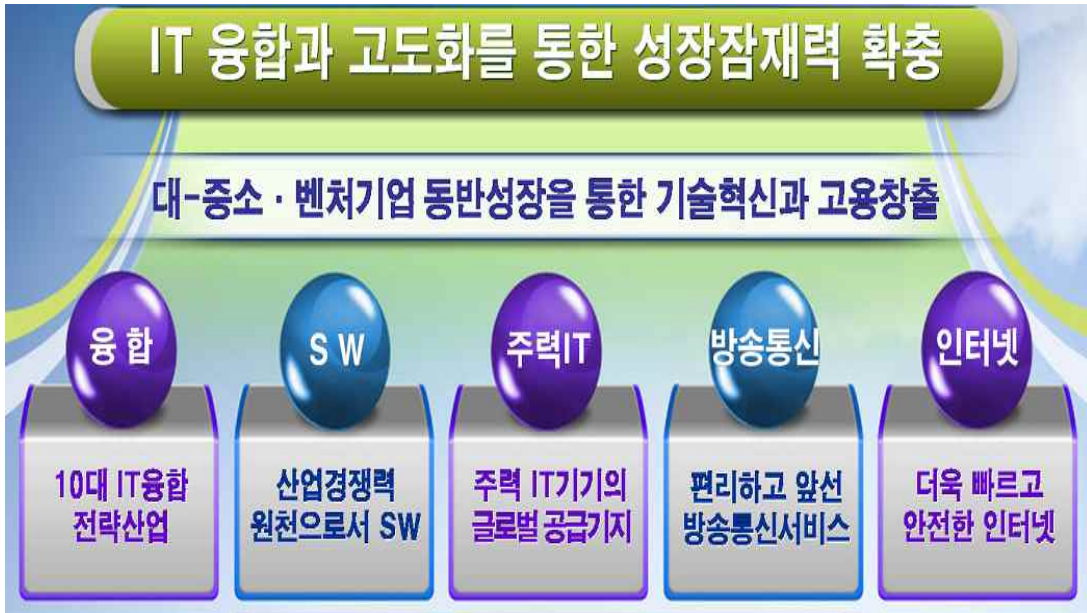 IT 융합과 고도화를 통한 성장잠재력 확충
대-중소·벤처기업 동반성장을 통한 기술혁신과 고용창출
융 합
S W
주력IT
방송통신
인터넷
10대 IT융합
전략산업
산업경쟁력
원천으로서 SW
주력 IT기기의
글로벌 공급기지
편리하고 앞선
방송통신서비스
더욱 빠르고
안전한 인터넷